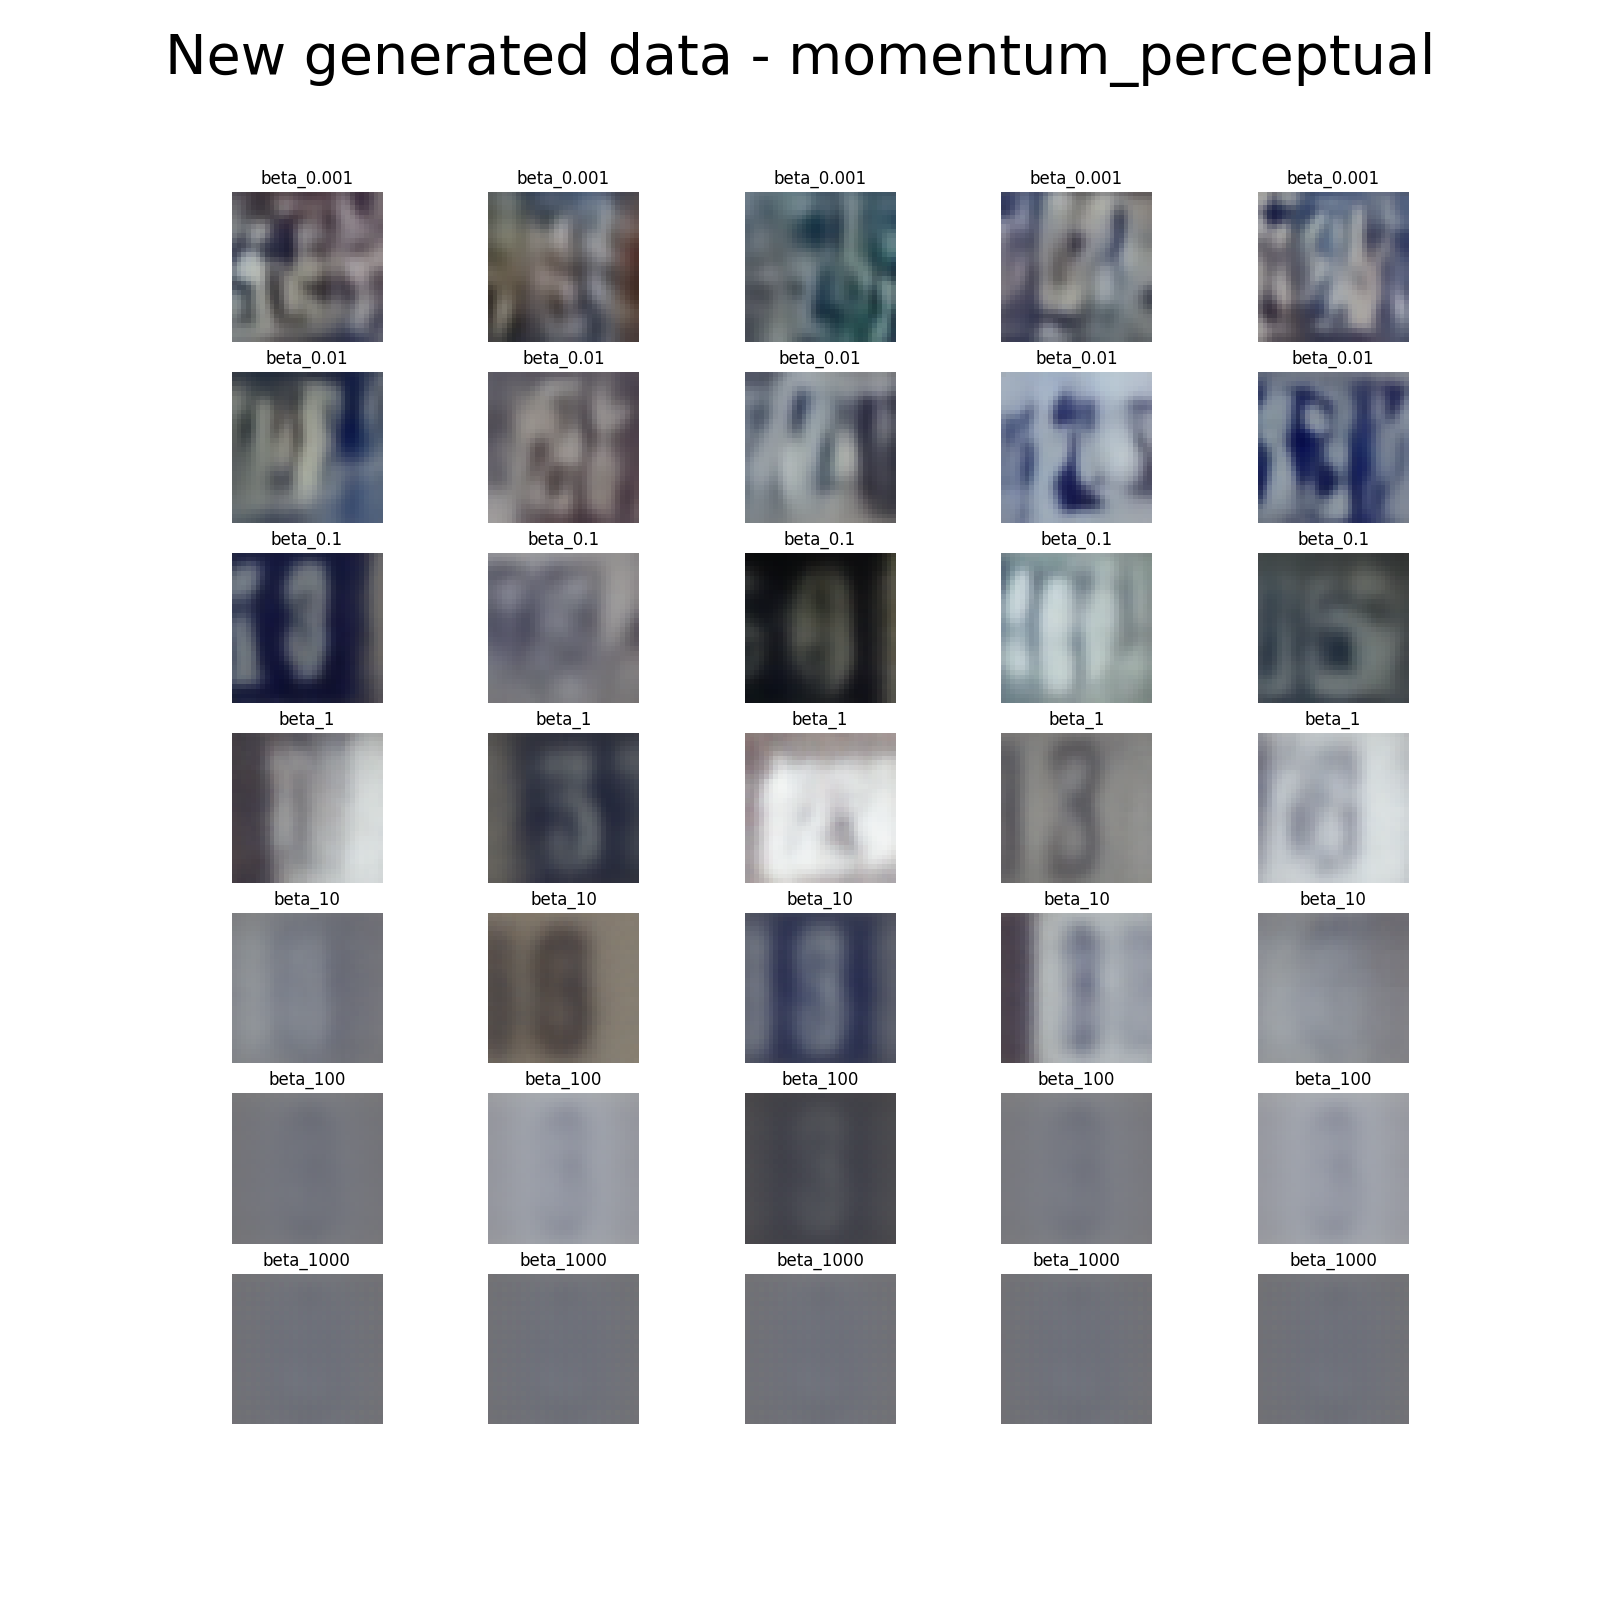 New generated data - momentum_perceptual
beta_0.001 beta_0.001 beta_0.001 beta_0.001 beta_0.001
beta_0.01 beta_0.01 beta_0.01 beta_0.01 beta_0.01
beta_0.1 beta_0.1 beta_0.1 beta_0.1 beta_0.1
beta_1 beta_1 beta_1 beta_1 beta_1
beta_10 beta_10 beta_10 beta_10 beta_10
beta_100 beta_100 beta_100 beta_100 beta_100
beta_1000 beta_1000 beta_1000 beta_1000 beta_1000